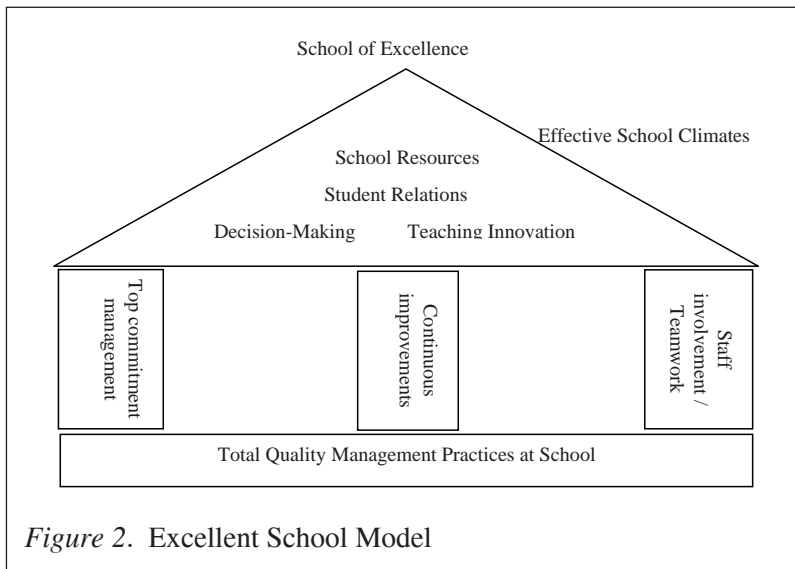 School of Excellence
Effective School Climates
School Resources
Student Relations
Decision-Making Teaching Innovation
Top commitment
management
Continuous
improvements
Staff
involvement /
Teamwork
Total Quality Management Practices at School
Figure 2. Excellent School Model